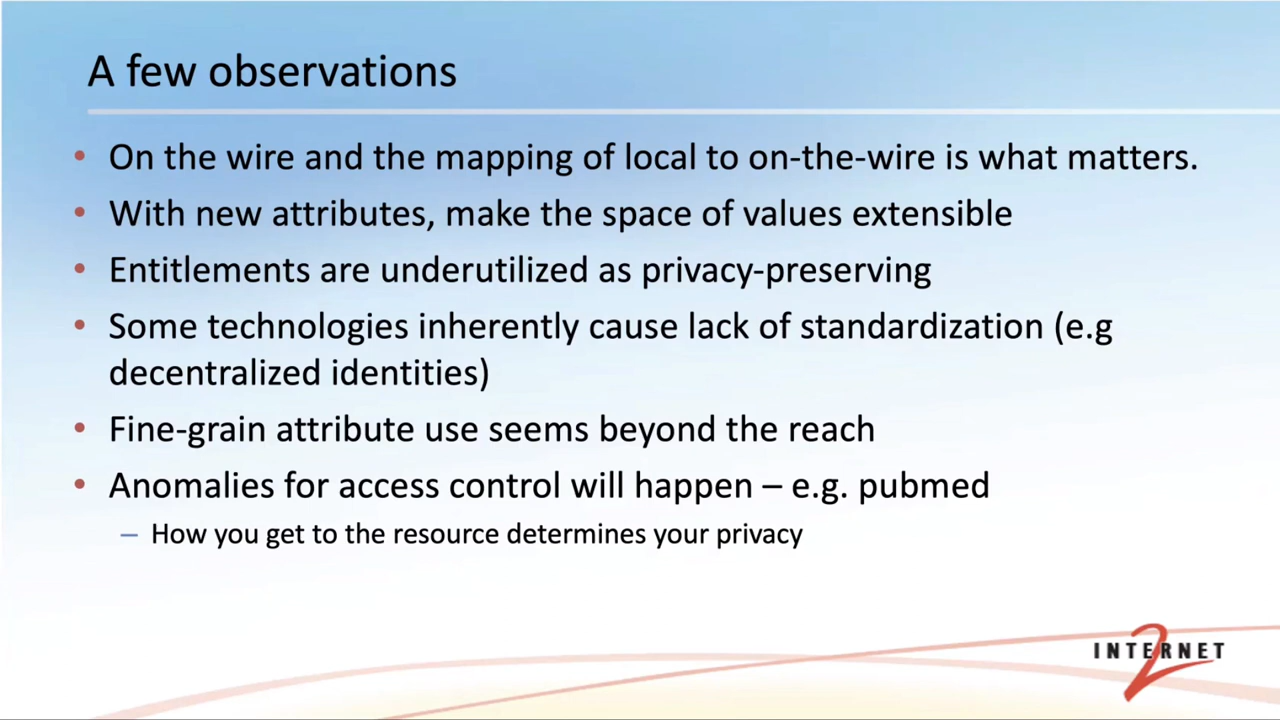 A few observations
• On the wire and the mapping of local to on-the-wire is what matters.
• With new attributes, make the space of values extensible
• Entitlements are underutilized as privacy-preserving
• Some technologies inherently cause lack of standardization (e.g
decentralized identities)
• Fine-grain attribute use seems beyond the reach
• Anomalies for access control will happen – e.g. pubmed
– How you get to the resource determines your privacy
INTERNET
2